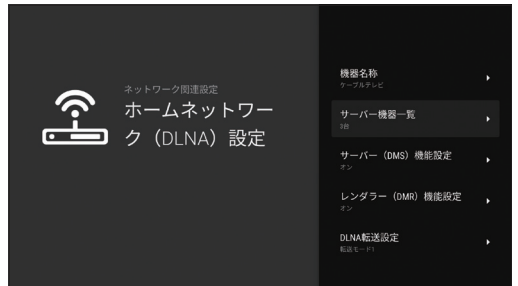 ネットワーク関連設定
ホームネットワー
ク（DLNA）設定
機器名称
ケーブルテレビ
サーバー機器一覧
3台
サーバー（DMS）機能設定
オン
レンダラー（DMR）機能設定
オン
DLNA転送設定
転送モード1